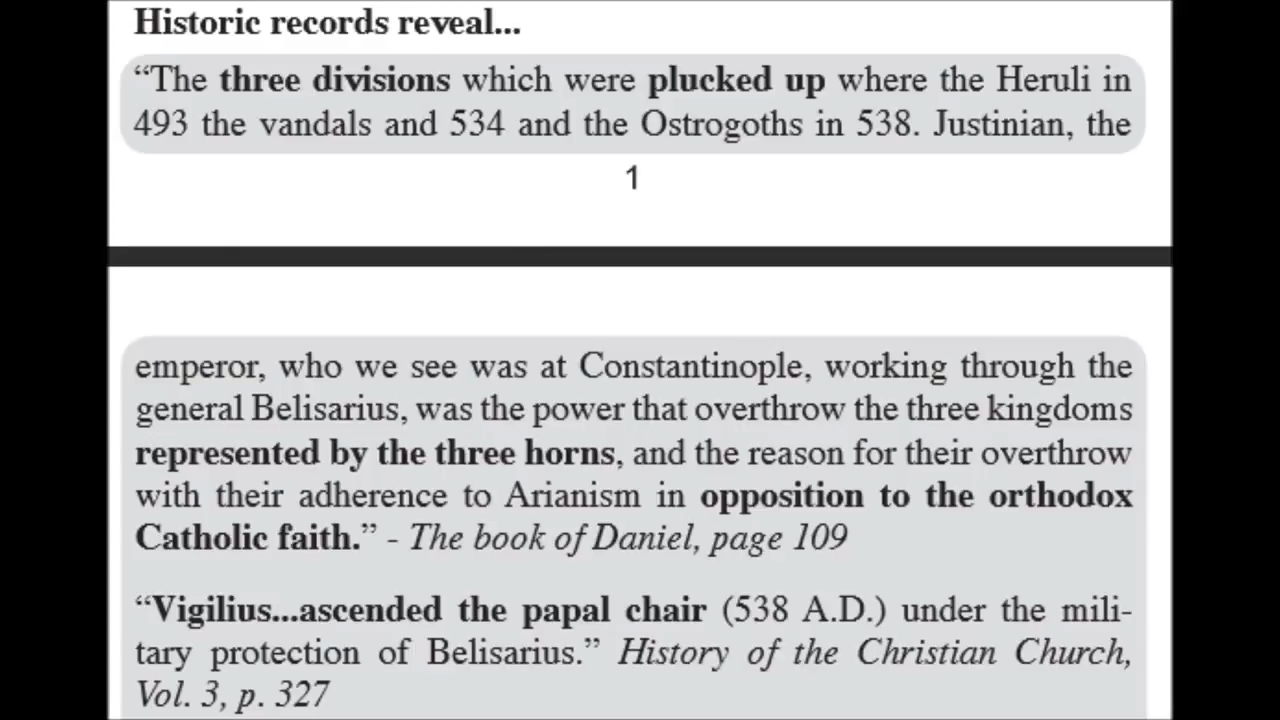 Historic records reveal...
“The three divisions which were plucked up where the Heruli in
493 the vandals and 534 and the Ostrogoths in 538. Justinian, the
1
emperor, who we see was at Constantinople, working through the
general Belisarius, was the power that overthrow the three kingdoms
represented by the three horns, and the reason for their overthrow
with their adherence to Arianism in opposition to the orthodox
Catholic faith.” - The book of Daniel, page 109
“Vigilius...ascended the papal chair (538 A.D.) under the mili-
tary protection of Belisarius.” History of the Christian Church,
Vol. 3, p. 327